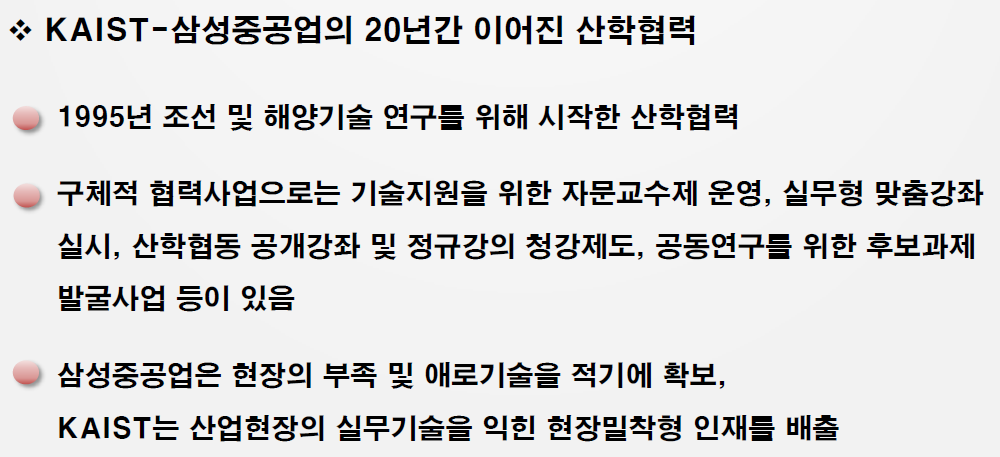 ❖ KAIST-삼성중공업의 20년간 이어진 산학협력
1995년 조선 및 해양기술 연구를 위해 시작한 산학협력
구체적 협력사업으로는 기술지원을 위한 자문교수제 운영, 실무형 맞춤강좌
실시, 산학협동 공개강좌 및 정규강의 청강제도, 공동연구를 위한 후보과제
발굴사업 등이 있음
삼성중공업은 현장의 부족 및 애로기술을 적기에 확보,
KAIST는 산업현장의 실무기술을 익힌 현장밀착형 인재를 배출